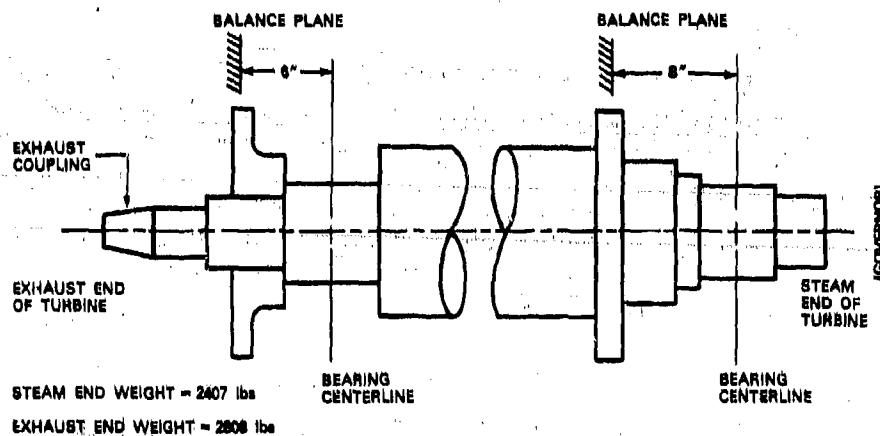 BALANCE PLANE
BALANCE PLANE
6"
8"
EXHAUST
COUPLING
(GOVERNOR)
EXHAUST END
OF TURBINE
STEAM
END OF
TURBINE
BEARING
CENTERLINE
BEARING
CENTERLINE
STEAM END WEIGHT = 2407 lbs
EXHAUST END WEIGHT = lbs